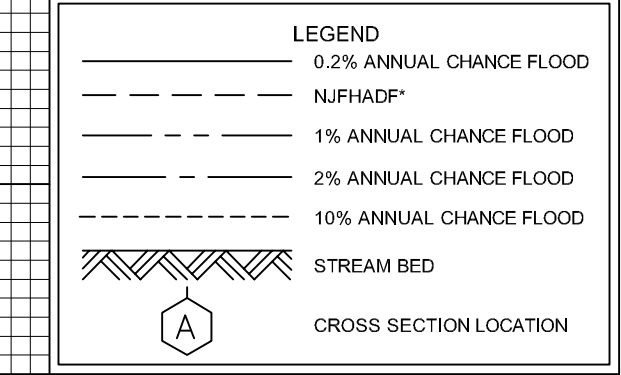 LEGEND
0.2% ANNUAL CHANCE FLOOD
NJFHADF*
1% ANNUAL CHANCE FLOOD
2% ANNUAL CHANCE FLOOD
10% ANNUAL CHANCE FLOOD
STREAM BED
A
CROSS SECTION LOCATION